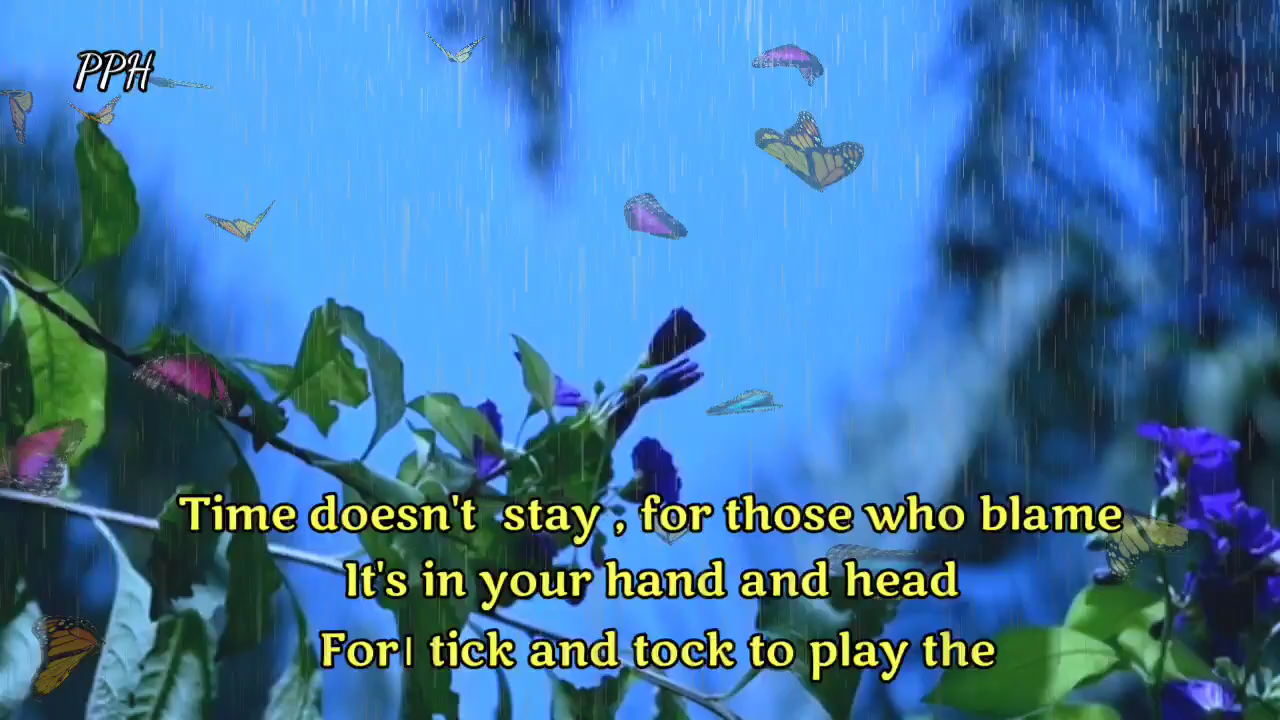 PPH
Time doesn't stay , for those who blame
It's in your hand and head
For| tick and tock to play the